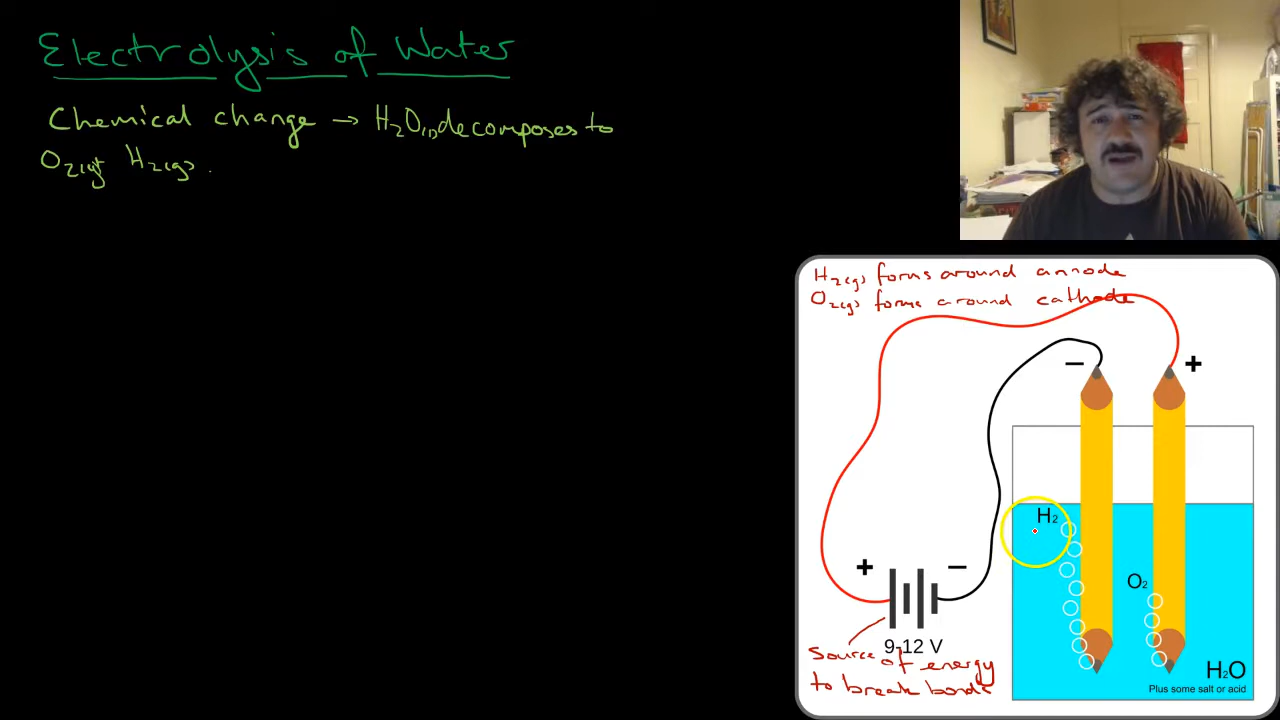 Electrolysis of Water
Chemical change → H2O(l) decomposes to
O2(g) + H2(g).
H2(g) forms around annode
O2(g) forms around cathode
−
+
H2
O2
+
−
9-12 V
Source of energy
to break bonds
H2O
Plus some salt or acid